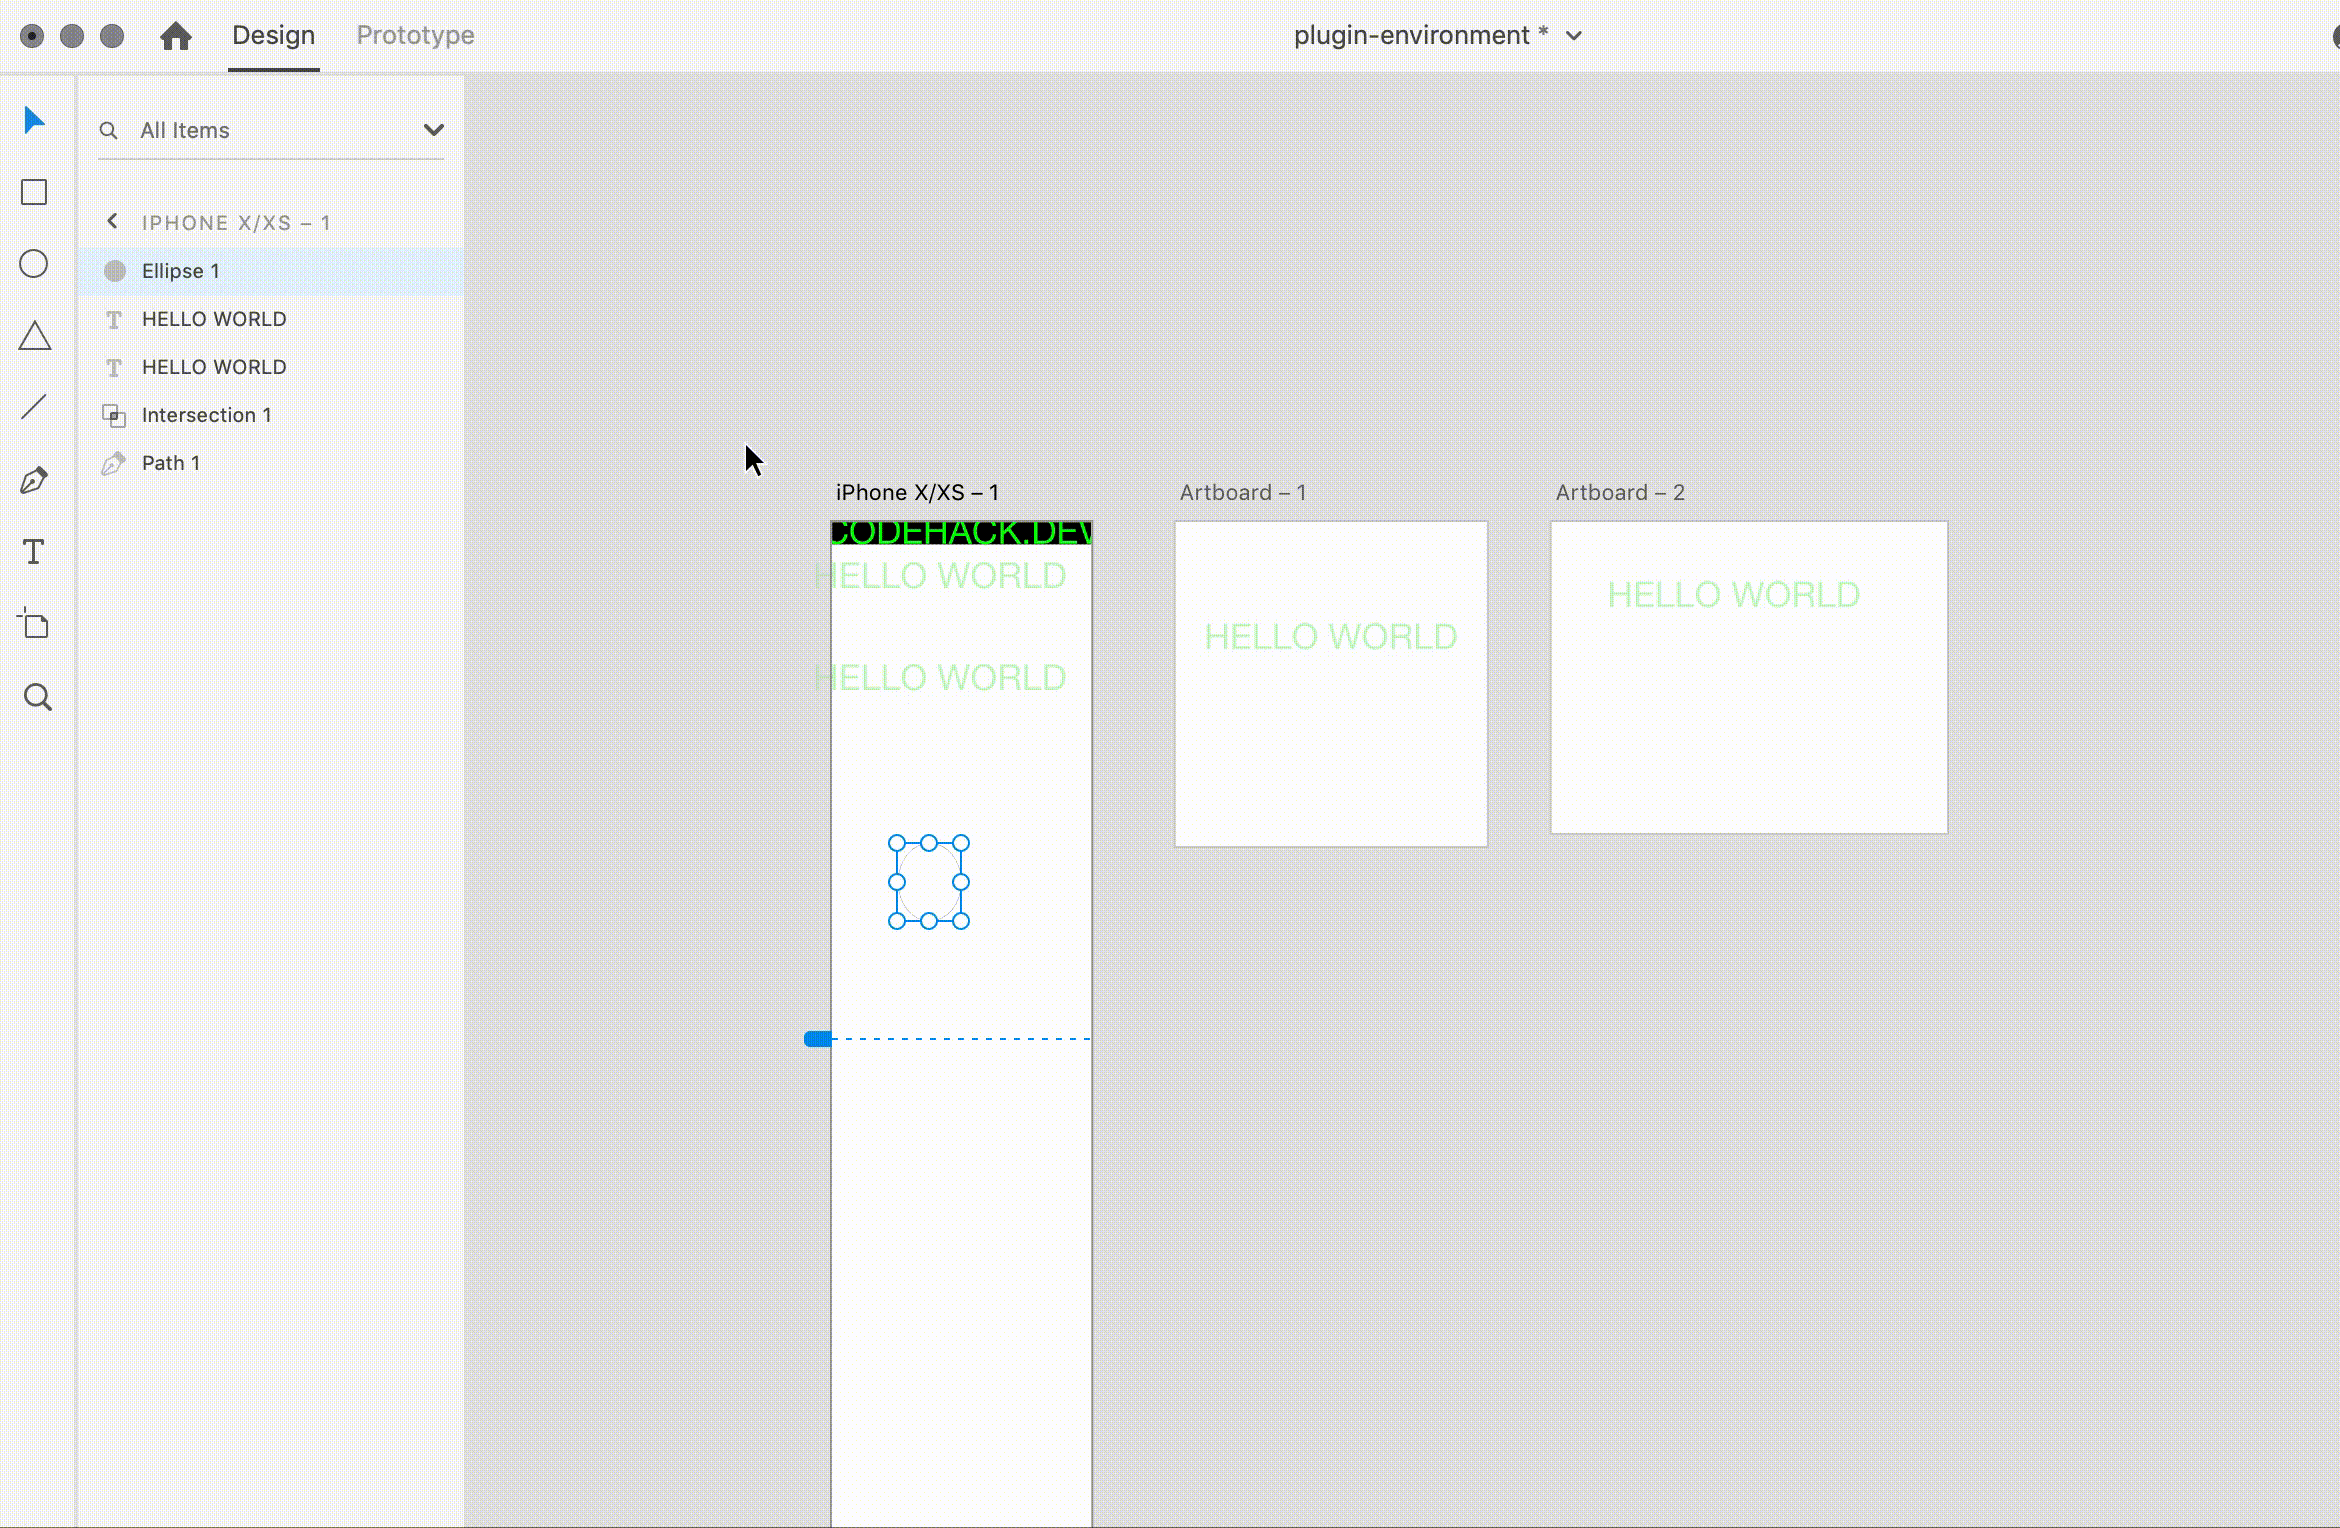 Design Prototype plugin-environment *
All Items
IPHONE X/XS – 1
Ellipse 1
HELLO WORLD
HELLO WORLD
Intersection 1
Path 1
iPhone X/XS – 1
CODEHACK.DEV
HELLO WORLD
HELLO WORLD
Artboard – 1
HELLO WORLD
Artboard – 2
HELLO WORLD